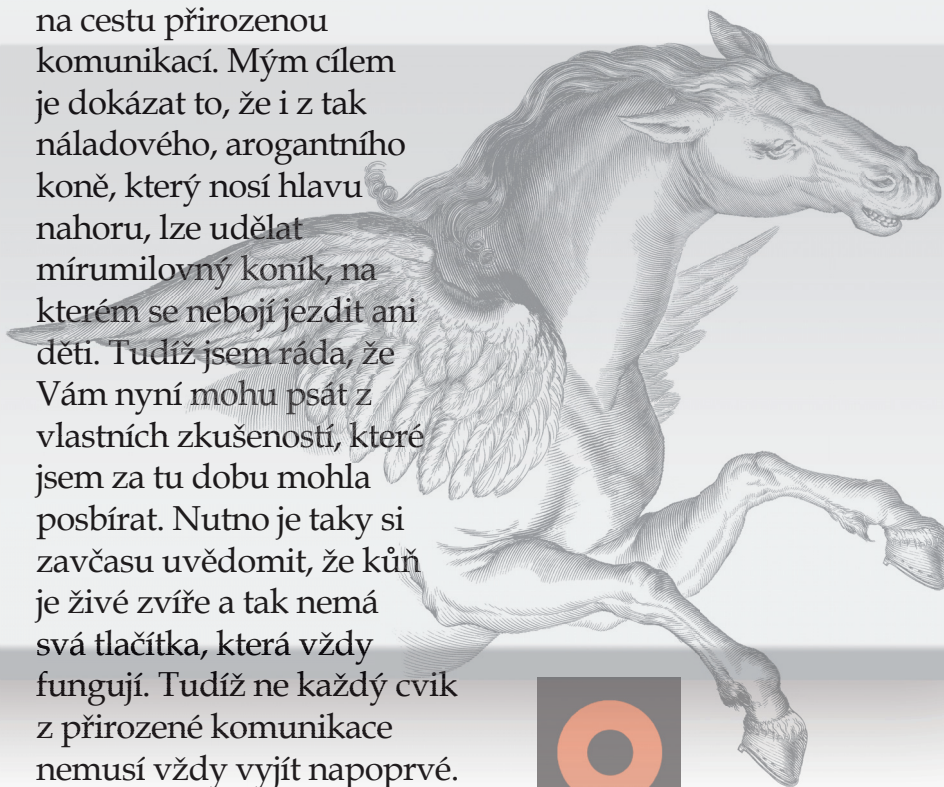 na cestu přirozenou
komunikací. Mým cílem
je dokázat to, že i z tak
náladového, arogantního
koně, který nosí hlavu
nahoru, lze udělat
mírumilovný koník, na
kterém se nebojí jezdit ani
děti. Tudíž jsem ráda, že
Vám nyní mohu psát z
vlastních zkušeností, které
jsem za tu dobu mohla
posbírat. Nutno je taky si
zavčasu uvědomit, že kůň
je živé zvíře a tak nemá
svá tlačítka, která vždy
fungují. Tudíž ne každý cvik
z přirozené komunikace
nemusí vždy vyjít napoprvé.